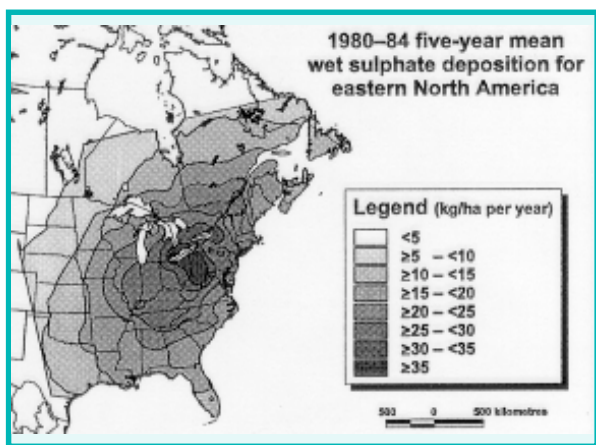 1980–84 five-year mean
wet sulphate deposition for
eastern North America
Legend (kg/ha per year)
<5
≥5 – <10
≥10 – <15
≥15 – <20
≥20 – <25
≥25 – <30
≥30 – <35
≥35
500 0 500 kilometres